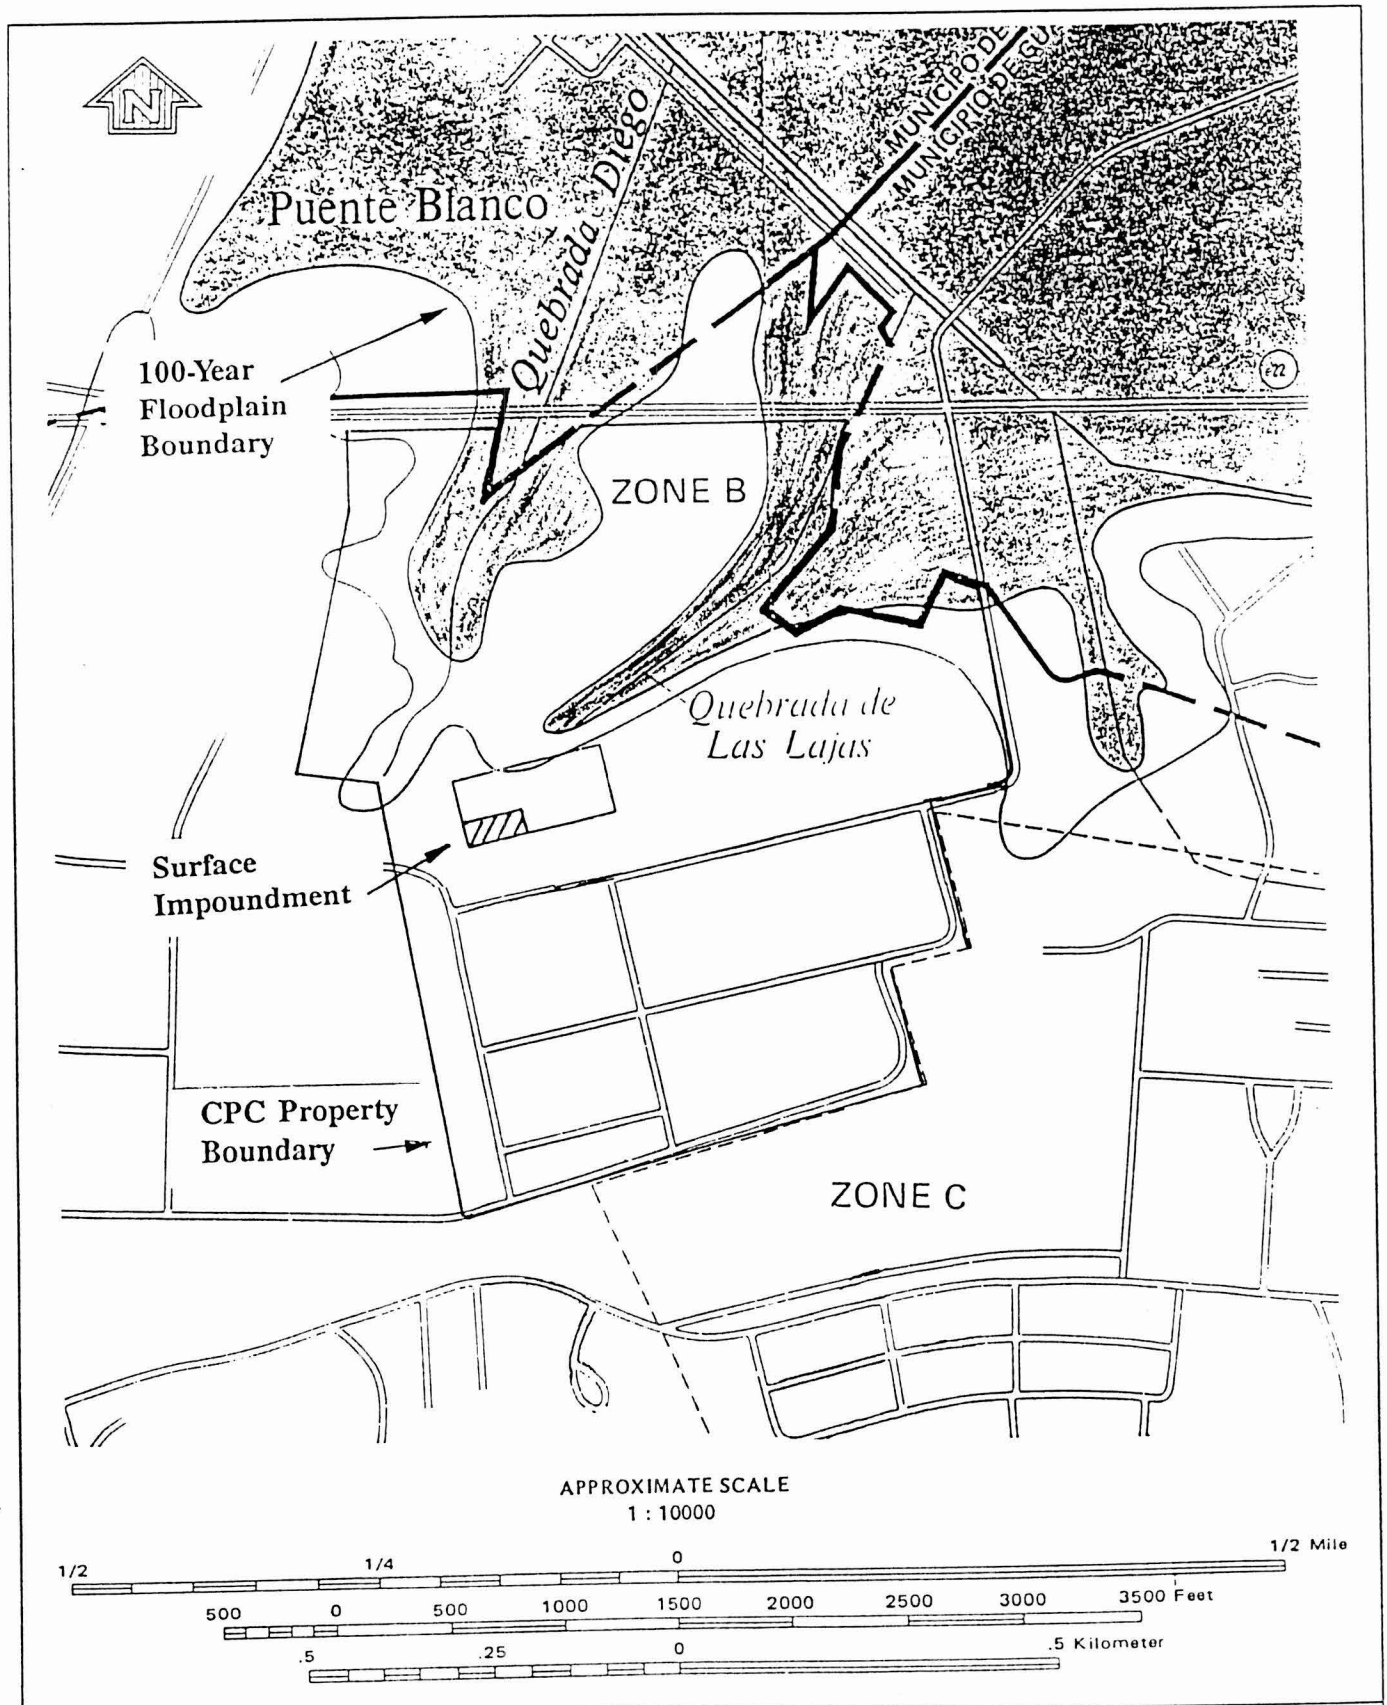 N
MUNICIPO DE
MUNICIPIO DE GU
Puente Blanco
Quebrada Diego
22
100-Year
Floodplain
Boundary
ZONE B
Quebrada de
Las Lajas
Surface
Impoundment
CPC Property
Boundary
ZONE C
APPROXIMATE SCALE
1 : 10000
1/2 1/4 0 1/2 Mile
500 0 500 1000 1500 2000 2500 3000 3500 Feet
.5 .25 0 .5 Kilometer